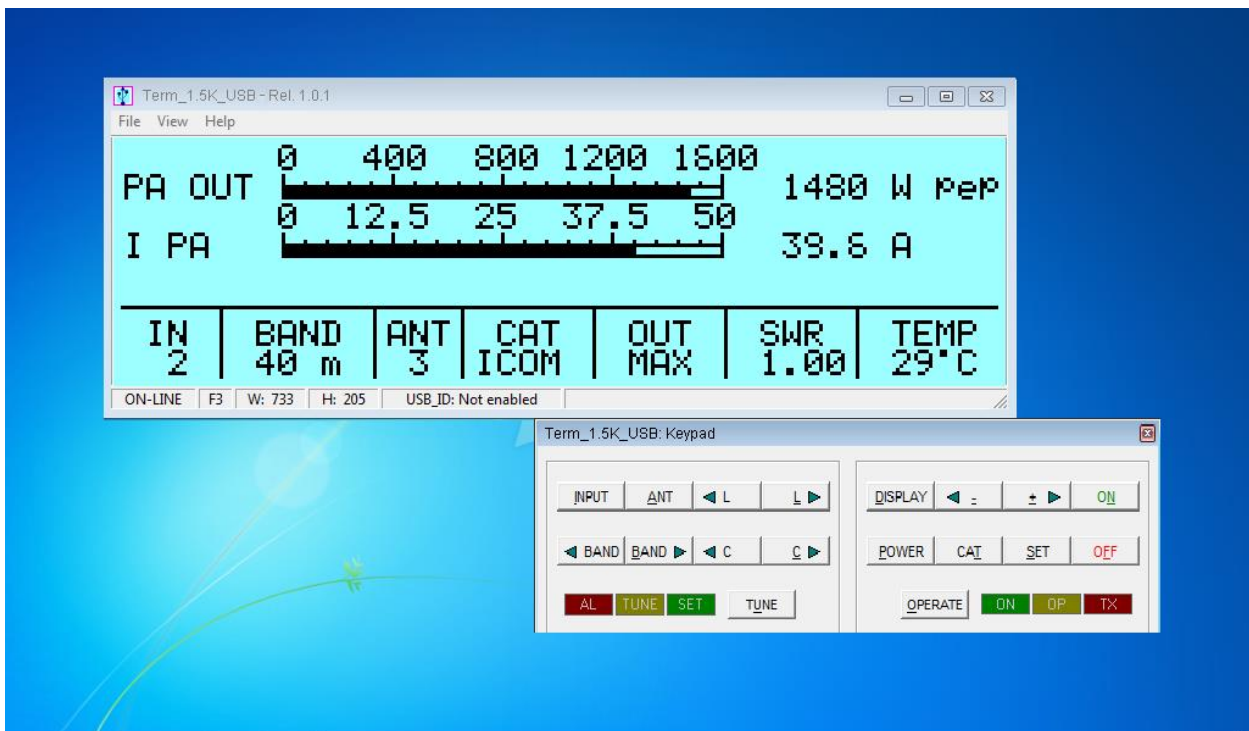 Term_1.5K_USB - Rel. 1.0.1
File View Help
0 400 800 1200 1600
PA OUT 1480 W pep
0 12.5 25 37.5 50
I PA 39.6 A
IN BAND ANT CAT OUT SWR TEMP
2 40 m 3 ICOM MAX 1.00 29°C
ON-LINE F3 W: 733 H: 205 USB_ID: Not enabled
Term_1.5K_USB: Keypad
INPUT ANT ◀ L L ▶ DISPLAY ◀ - + ▶ ON
◀ BAND BAND ▶ ◀ C C ▶ POWER CAT SET OFF
AL TUNE SET TUNE OPERATE ON OP TX